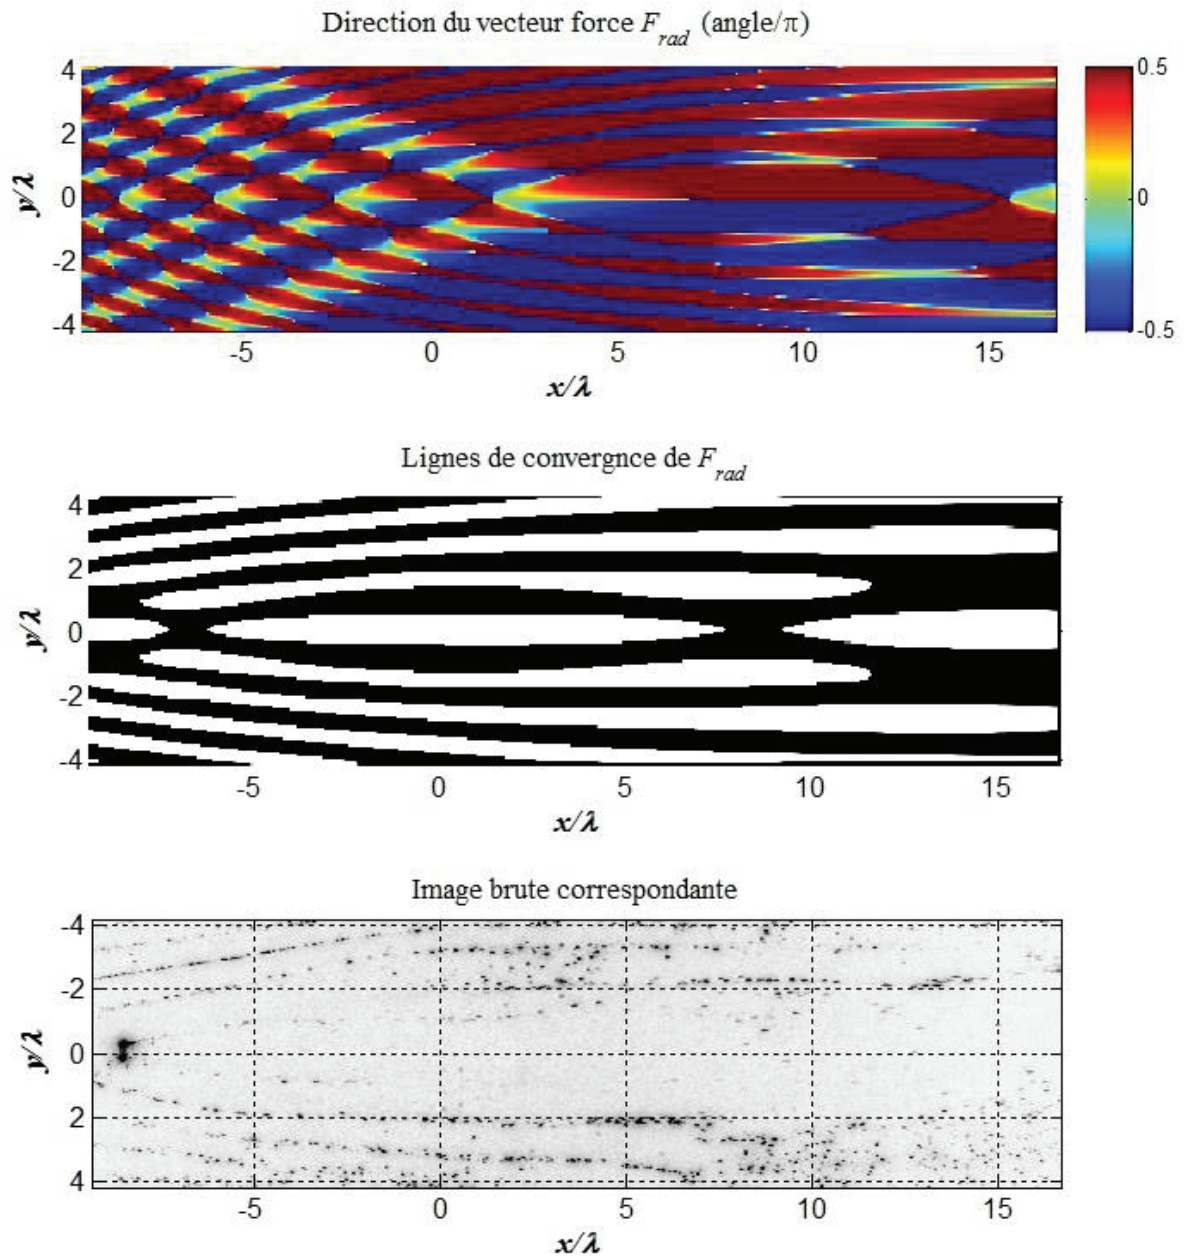 Direction du vecteur force F_rad (angle/π)
4
2
0
-2
-4
y/λ
-5 0 5 10 15
x/λ
0.5
0
-0.5
Lignes de convergnce de F_rad
4
2
0
-2
-4
y/λ
-5 0 5 10 15
x/λ
Image brute correspondante
-4
-2
0
2
4
y/λ
-5 0 5 10 15
x/λ